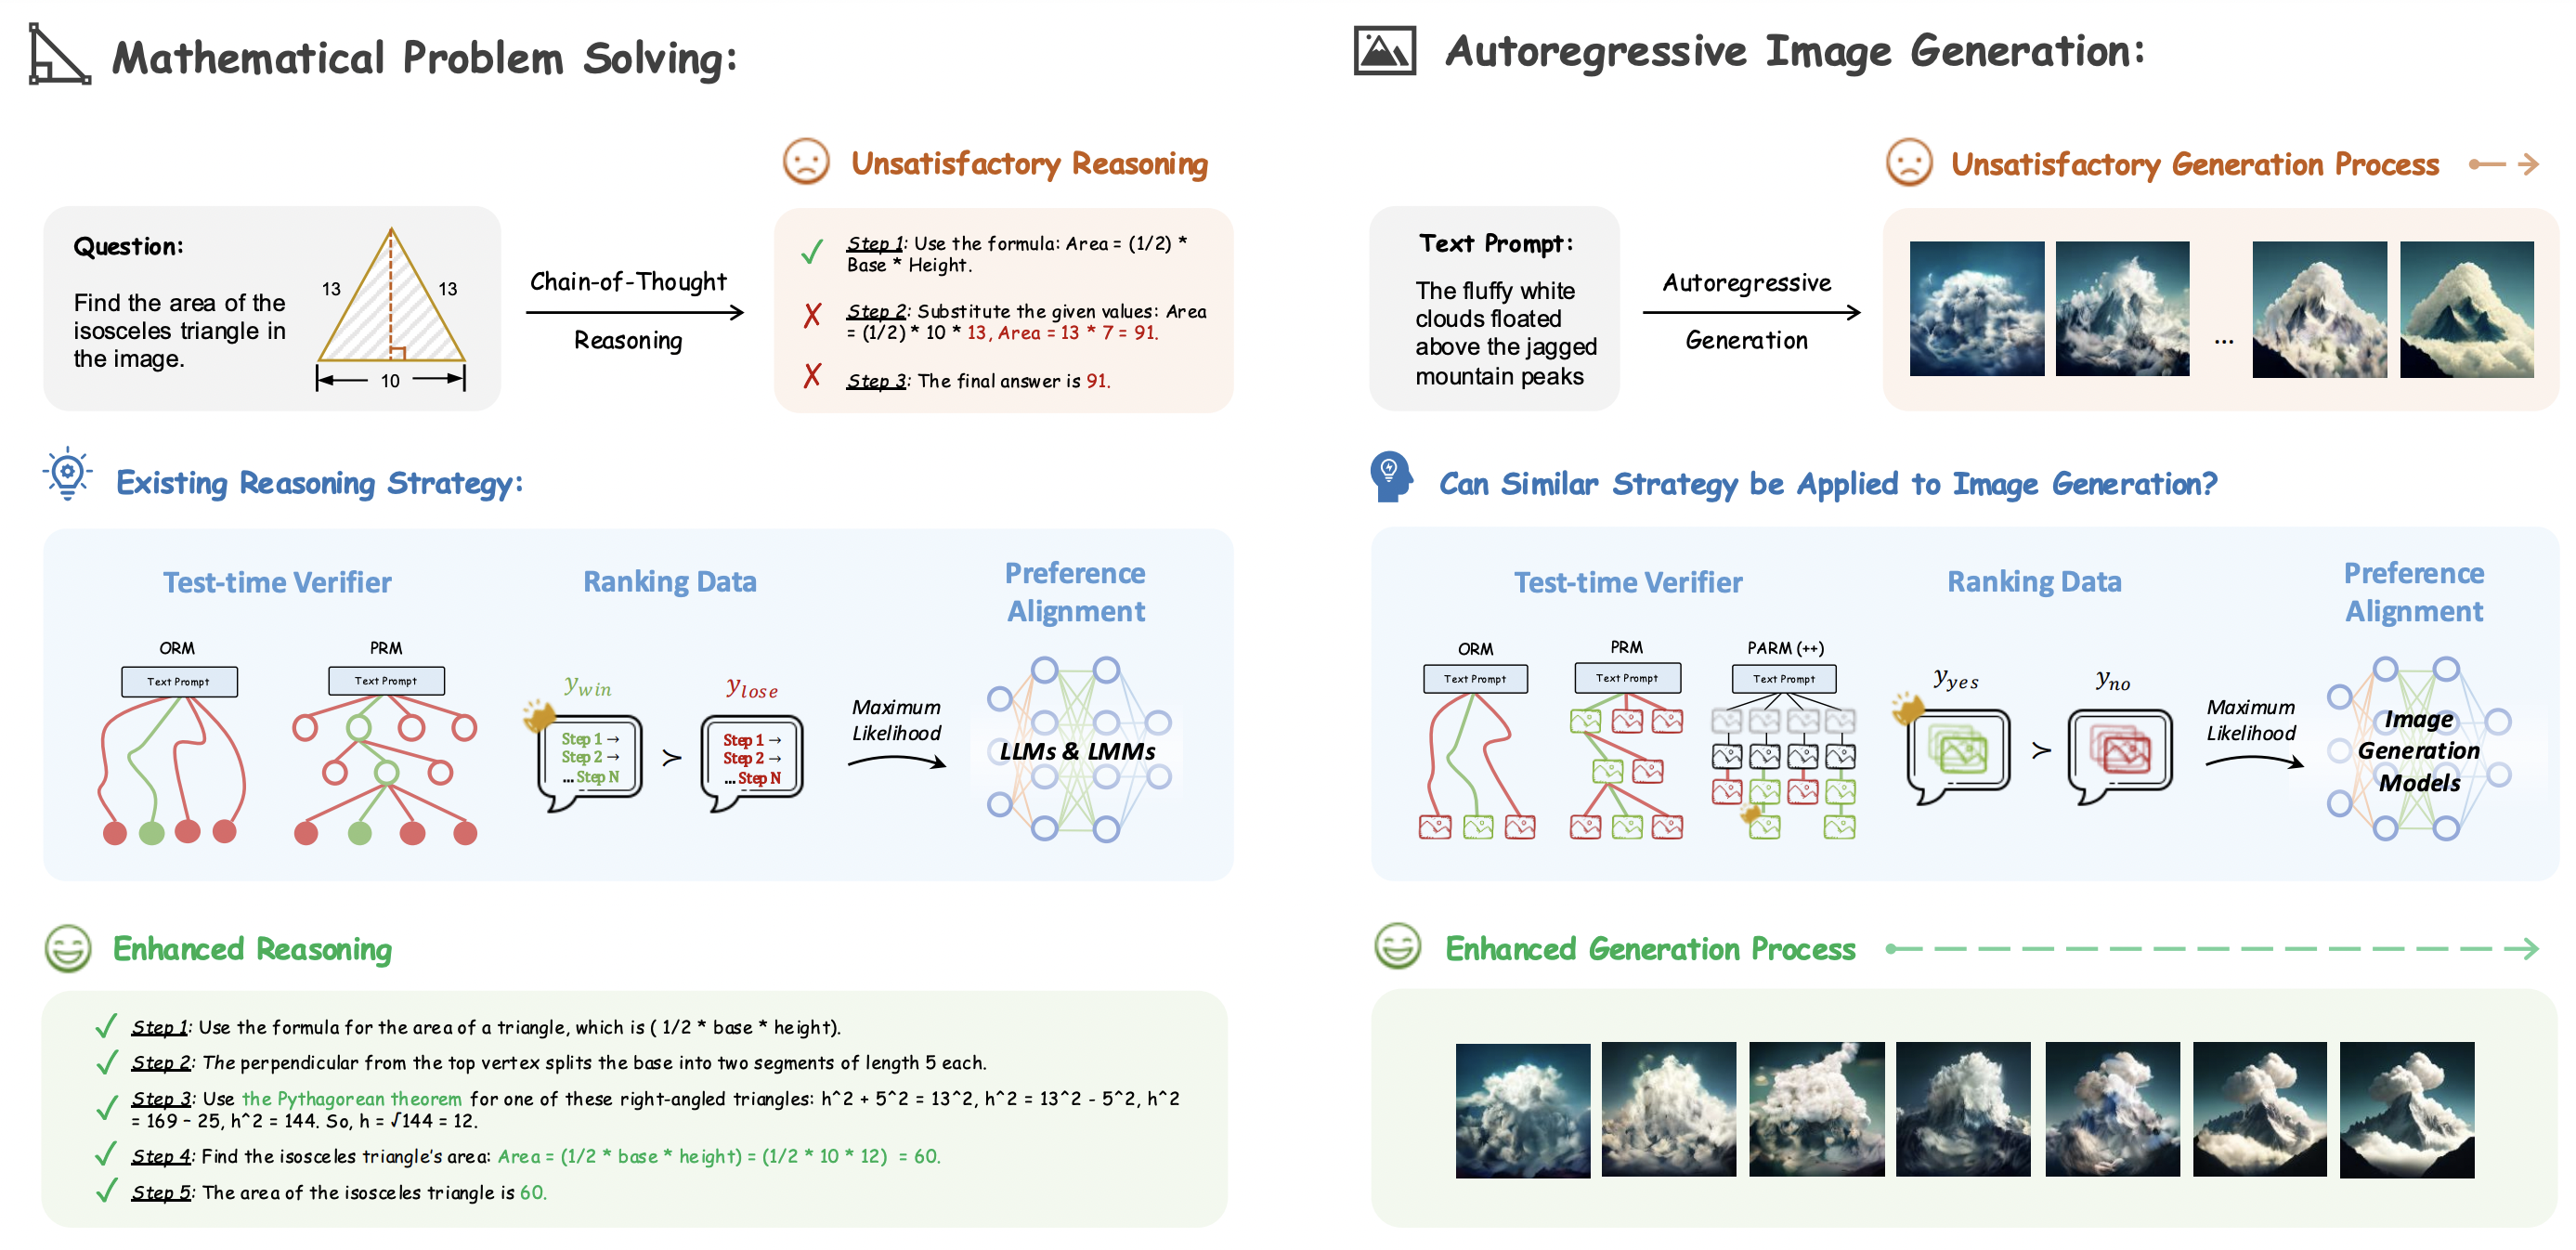 Mathematical Problem Solving:
Unsatisfactory Reasoning
Question:
Find the area of the
isosceles triangle in
the image.
13
13
10
Chain-of-Thought
Reasoning
Step 1: Use the formula: Area = (1/2) *
Base * Height.
Step 2: Substitute the given values: Area
= (1/2) * 10 * 13, Area = 13 * 7 = 91.
Step 3: The final answer is 91.
Existing Reasoning Strategy:
Test-time Verifier
Ranking Data
Preference
Alignment
ORM
Text Prompt
PRM
Text Prompt
y_win
Step 1 →
Step 2 →
... Step N
≻
y_lose
Step 1 →
Step 2 →
... Step N
Maximum
Likelihood
LLMs & LMMs
Enhanced Reasoning
Step 1: Use the formula for the area of a triangle, which is ( 1/2 * base * height).
Step 2: The perpendicular from the top vertex splits the base into two segments of length 5 each.
Step 3: Use the Pythagorean theorem for one of these right-angled triangles: h^2 + 5^2 = 13^2, h^2 = 13^2 - 5^2, h^2
= 169 – 25, h^2 = 144. So, h = √144 = 12.
Step 4: Find the isosceles triangle's area: Area = (1/2 * base * height) = (1/2 * 10 * 12) = 60.
Step 5: The area of the isosceles triangle is 60.
Autoregressive Image Generation:
Unsatisfactory Generation Process
Text Prompt:
The fluffy white
clouds floated
above the jagged
mountain peaks
Autoregressive
Generation
...
Can Similar Strategy be Applied to Image Generation?
Test-time Verifier
Ranking Data
Preference
Alignment
ORM
Text Prompt
PRM
Text Prompt
PARM (++)
Text Prompt
y_yes
≻
y_no
Maximum
Likelihood
Image
Generation
Models
Enhanced Generation Process